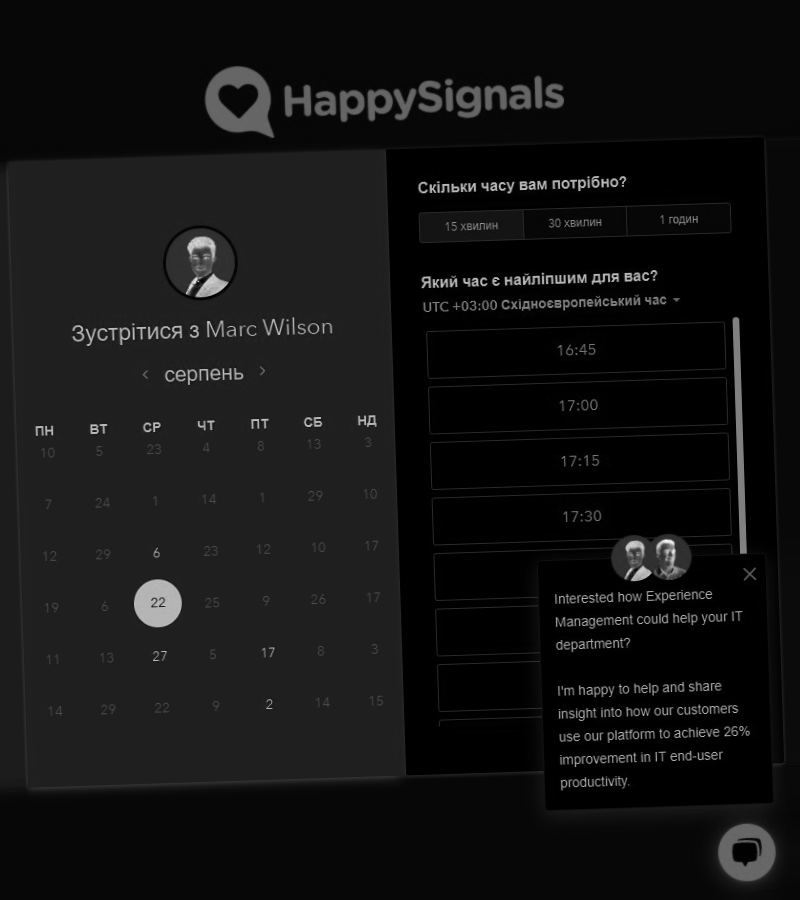 HappySignals
Зустрітися з Marc Wilson
серпень
ПН ВТ СР ЧТ ПТ СБ НД
10 5 23 4 8 13 3
7 24 1 14 1 29 10
12 29 6 23 12 10 17
19 6 22 25 9 26 17
11 13 27 5 17 8 3
14 29 22 9 2 14 15
Скільки часу вам потрібно?
15 хвилин 30 хвилин 1 годин
Який час є найліпшим для вас?
UTC +03:00 Східноєвропейський час
16:45
17:00
17:15
17:30
Interested how Experience
Management could help your IT
department?
I'm happy to help and share
insight into how our customers
use our platform to achieve 26%
improvement in IT end-user
productivity.